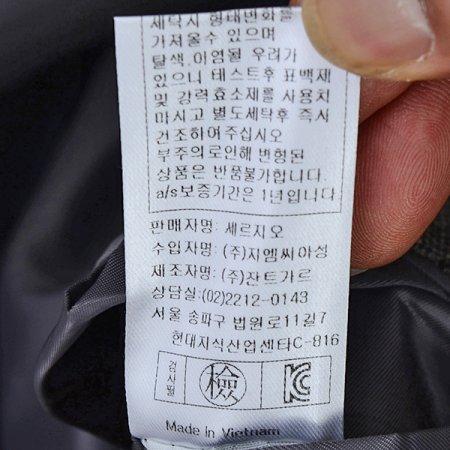 세탁시 형태변화를
가져올수 있으며
탈색.이염될 우려가
있으니 테스트후 표백제
및 강력효소제를 사용치
마시고 별도세탁후 즉시
건조하여주십시오
부주의로인해 변형된
상품은 반품불가합니다.
a/s보증기간은 1년입니다
판매자명: 세르지오
수입자명: (주)지엠씨야성
제조자명: (주)잔트가르
상담실:(02)2212-0143
서울 송파구 법원로11길7
현대지식산업센타C-816
검사필 檢 KC
Made in Vietnam